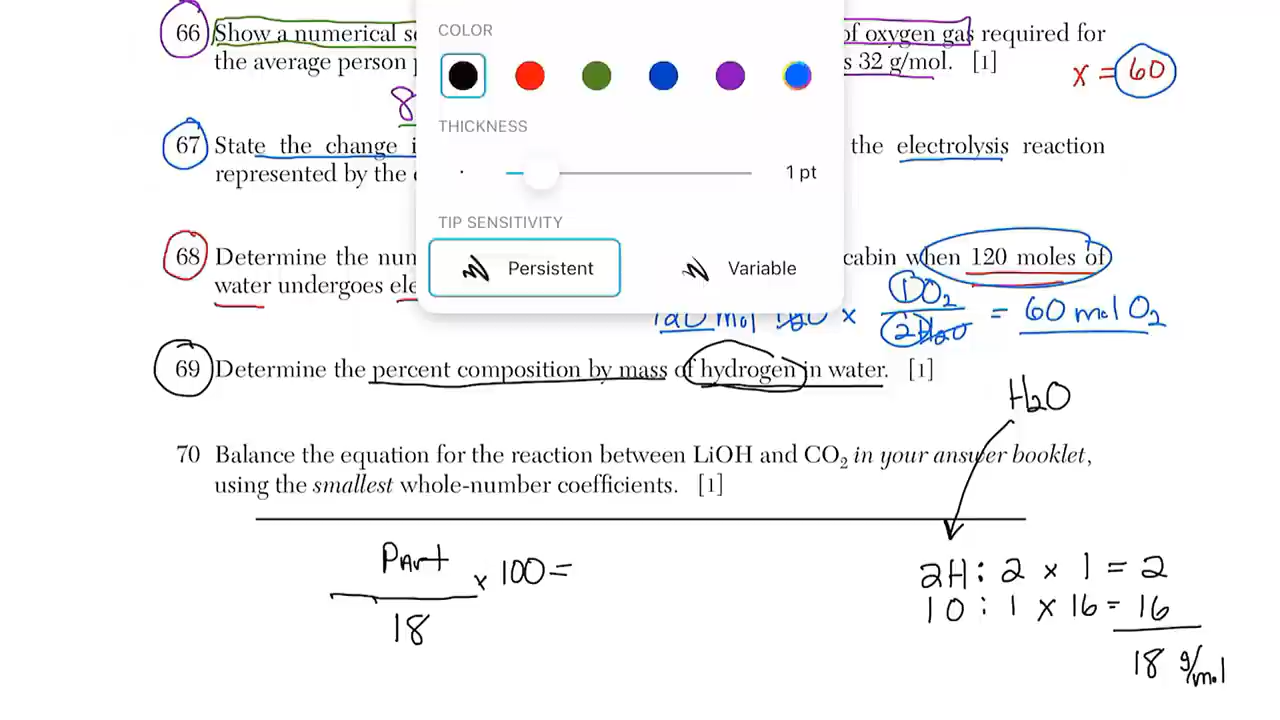 66 Show a numerical of oxygen gas required for
the average person 32 g/mol. [1]
x = 60
8
67 State the change the electrolysis reaction
represented by the
68 Determine the cabin when 120 moles of
water undergoes
120 mol H2O x 1O2 / 2H2O = 60 mol O2
69 Determine the percent composition by mass of hydrogen in water. [1]
H2O
70 Balance the equation for the reaction between LiOH and CO2 in your answer booklet,
using the smallest whole-number coefficients. [1]
Part / 18 x 100 =
2H: 2 x 1 = 2
1O: 1 x 16 = 16
18 g/mol
COLOR
THICKNESS
1 pt
TIP SENSITIVITY
Persistent Variable